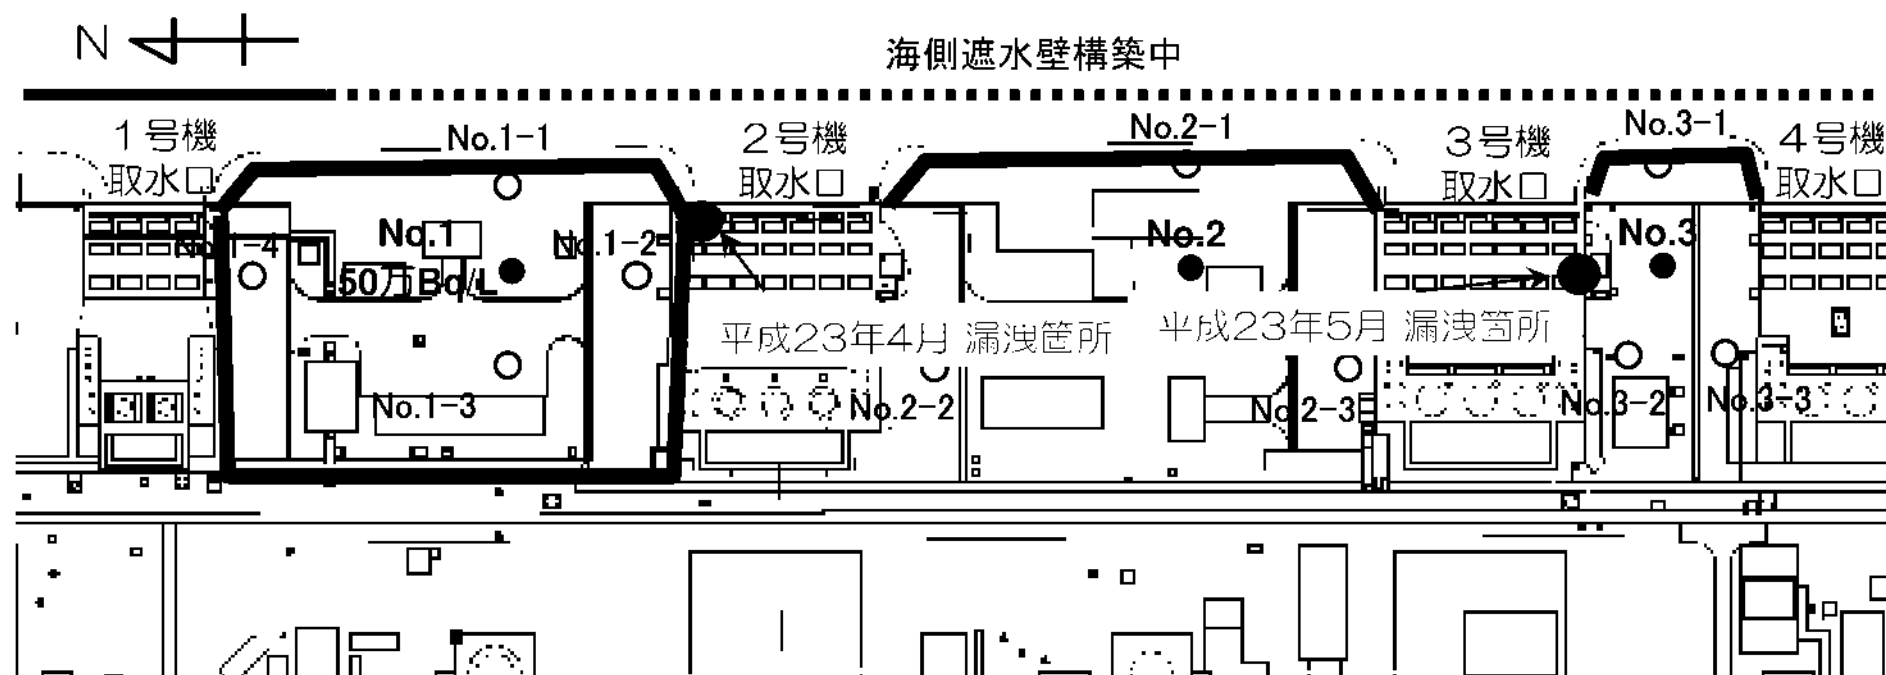 N
海側遮水壁構築中
1号機
取水口
No.1-1
2号機
取水口
No.2-1
3号機
取水口
No.3-1
4号機
取水口
No.1-4
No.1
50万Bq/L
No.1-2
No.2
No.3
平成23年4月 漏洩箇所
平成23年5月 漏洩箇所
No.1-3
No.2-2
No.2-3
No.3-2
No.3-3